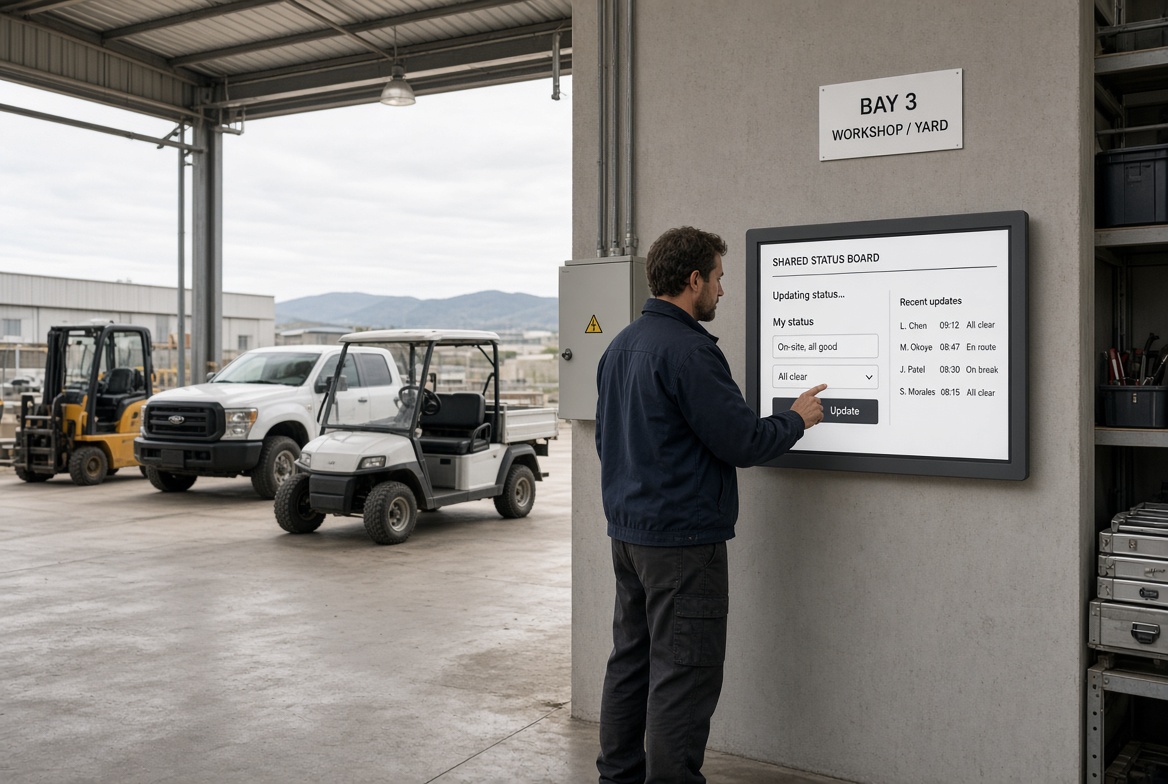 BAY 3
WORKSHOP / YARD
SHARED STATUS BOARD
Updating status...
My status
On-site, all good
All clear
Update
Recent updates
L. Chen 09:12 All clear
M. Okoye 08:47 En route
J. Patel 08:30 On break
S. Morales 08:15 All clear
Ford